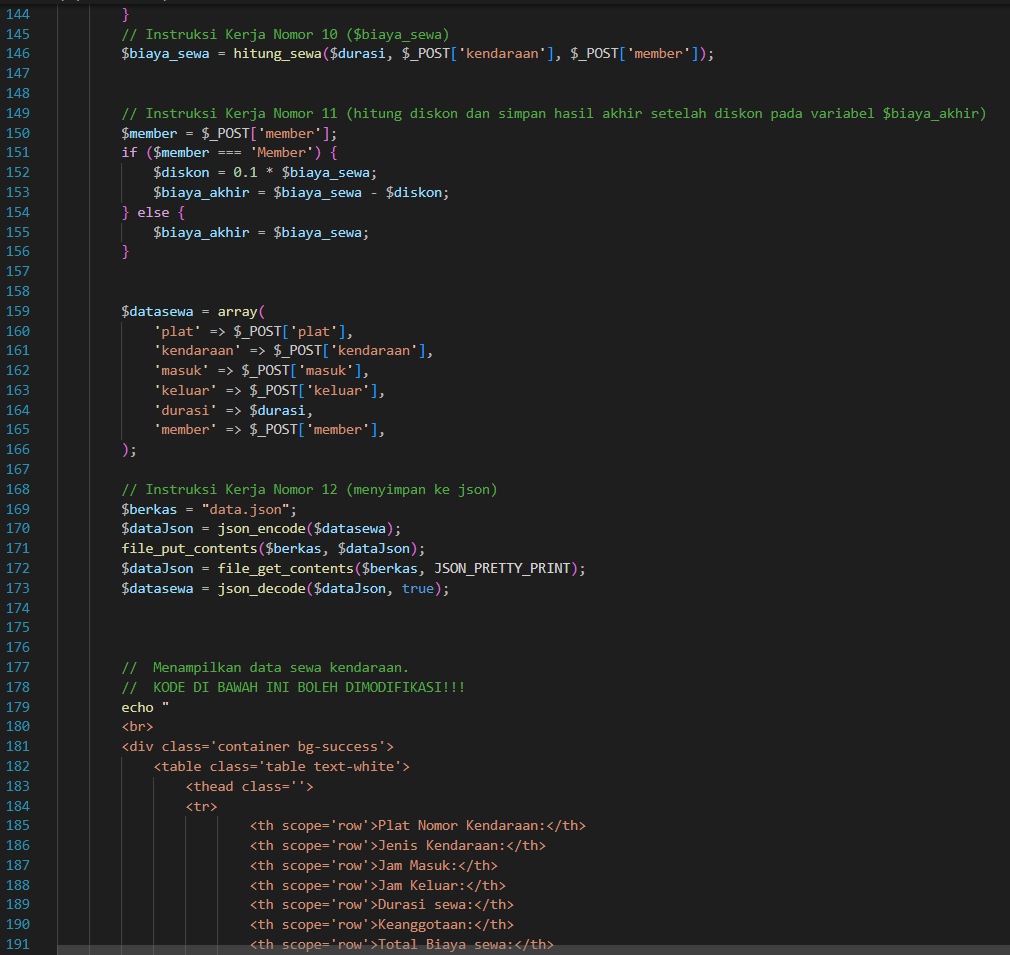 144 }
145 // Instruksi Kerja Nomor 10 ($biaya_sewa)
146 $biaya_sewa = hitung_sewa($durasi, $_POST['kendaraan'], $_POST['member']);
147
148
149 // Instruksi Kerja Nomor 11 (hitung diskon dan simpan hasil akhir setelah diskon pada variabel $biaya_akhir)
150 $member = $_POST['member'];
151 if ($member === 'Member') {
152 $diskon = 0.1 * $biaya_sewa;
153 $biaya_akhir = $biaya_sewa - $diskon;
154 } else {
155 $biaya_akhir = $biaya_sewa;
156 }
157
158
159 $datasewa = array(
160 'plat' => $_POST['plat'],
161 'kendaraan' => $_POST['kendaraan'],
162 'masuk' => $_POST['masuk'],
163 'keluar' => $_POST['keluar'],
164 'durasi' => $durasi,
165 'member' => $_POST['member'],
166 );
167
168 // Instruksi Kerja Nomor 12 (menyimpan ke json)
169 $berkas = "data.json";
170 $dataJson = json_encode($datasewa);
171 file_put_contents($berkas, $dataJson);
172 $dataJson = file_get_contents($berkas, JSON_PRETTY_PRINT);
173 $datasewa = json_decode($dataJson, true);
174
175
176
177 //  Menampilkan data sewa kendaraan.
178 //  KODE DI BAWAH INI BOLEH DIMODIFIKASI!!!
179 echo "
180 <br>
181 <div class='container bg-success'>
182 <table class='table text-white'>
183 <thead class=''>
184 <tr>
185 <th scope='row'>Plat Nomor Kendaraan:</th>
186 <th scope='row'>Jenis Kendaraan:</th>
187 <th scope='row'>Jam Masuk:</th>
188 <th scope='row'>Jam Keluar:</th>
189 <th scope='row'>Durasi sewa:</th>
190 <th scope='row'>Keanggotaan:</th>
191 <th scope='row'>Total Biaya sewa:</th>